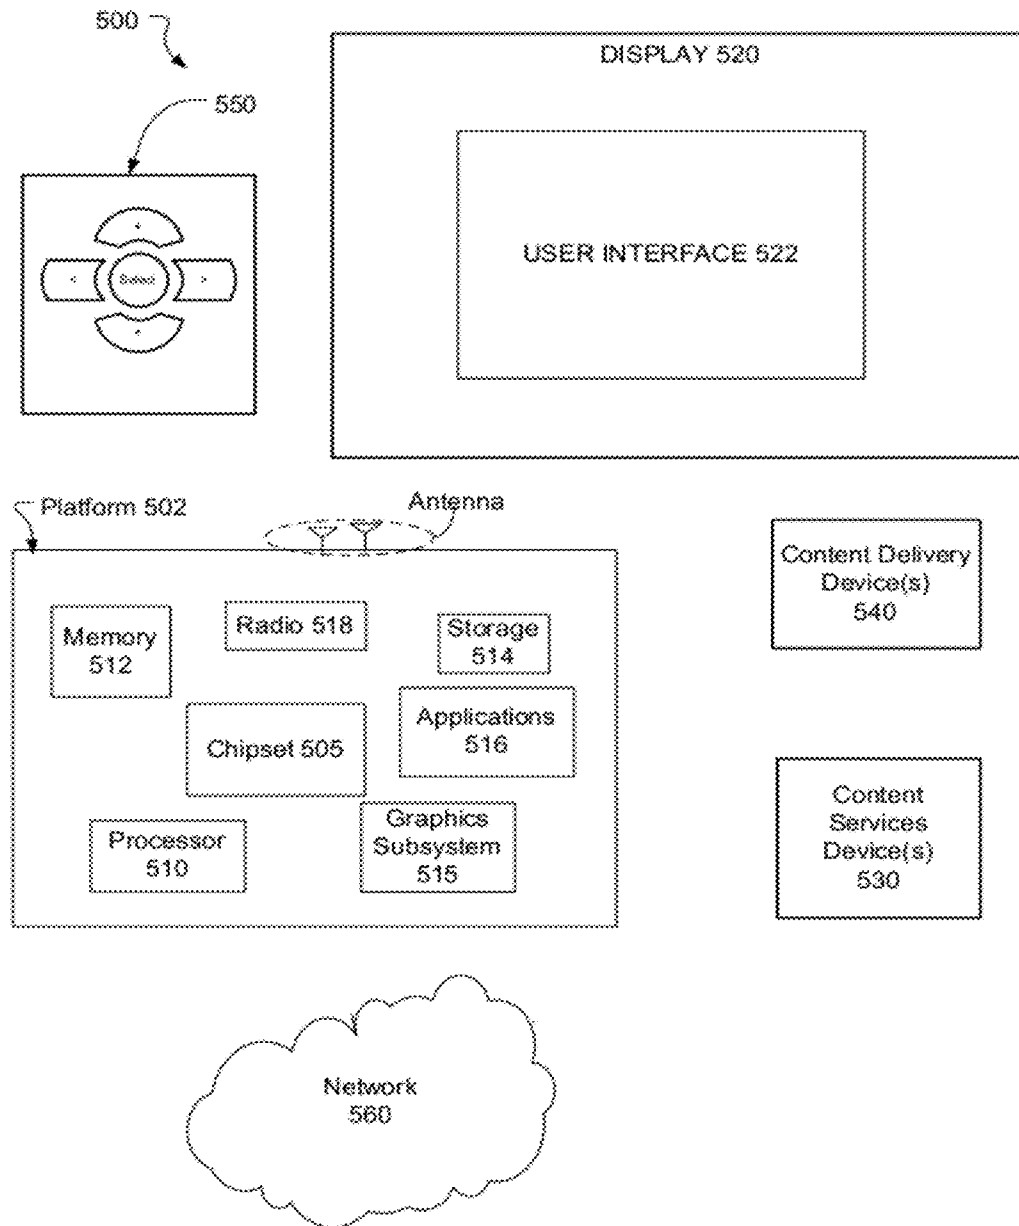 500
DISPLAY 520
550
USER INTERFACE 522
<
Select
>
Platform 502
Antenna
Content Delivery
Device(s)
540
Memory
512
Radio 518
Storage
514
Chipset 505
Applications
516
Processor
510
Graphics
Subsystem
515
Content
Services
Device(s)
530
Network
560